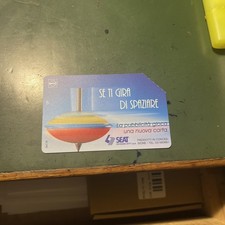 SE TI GIRA
DI SPAZIARE
La pubblicità gioca
una nuova carta
SEAT